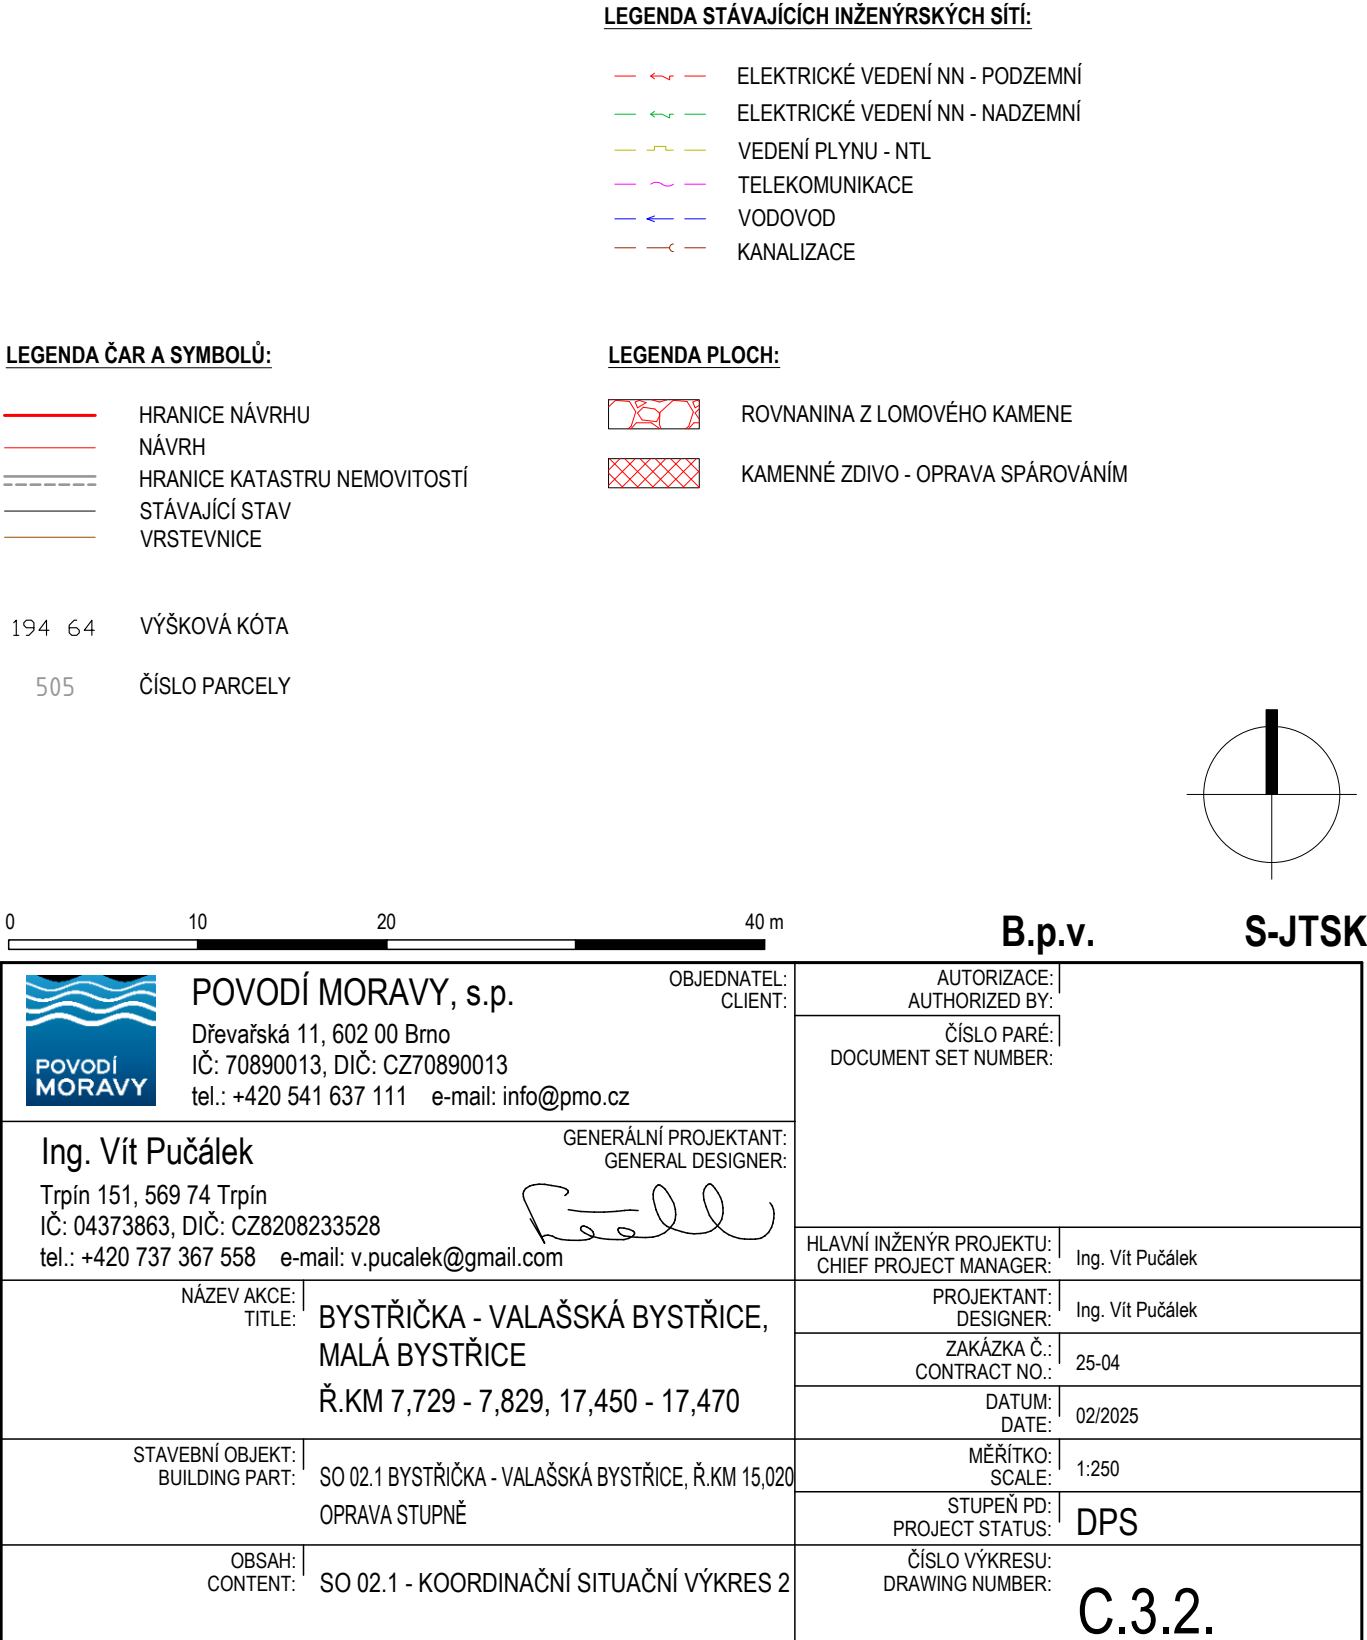 LEGENDA STÁVAJÍCÍCH INŽENÝRSKÝCH SÍTÍ:
ELEKTRICKÉ VEDENÍ NN - PODZEMNÍ
ELEKTRICKÉ VEDENÍ NN - NADZEMNÍ
VEDENÍ PLYNU - NTL
TELEKOMUNIKACE
VODOVOD
KANALIZACE
LEGENDA ČAR A SYMBOLŮ:
HRANICE NÁVRHU
NÁVRH
HRANICE KATASTRU NEMOVITOSTÍ
STÁVAJÍCÍ STAV
VRSTEVNICE
194 64 VÝŠKOVÁ KÓTA
505 ČÍSLO PARCELY
LEGENDA PLOCH:
ROVNANINA Z LOMOVÉHO KAMENE
KAMENNÉ ZDIVO - OPRAVA SPÁROVÁNÍM
0 10 20 40 m
B.p.v. S-JTSK
POVODÍ
MORAVY
POVODÍ MORAVY, s.p.
Dřevařská 11, 602 00 Brno
IČ: 70890013, DIČ: CZ70890013
tel.: +420 541 637 111 e-mail: info@pmo.cz
OBJEDNATEL:
CLIENT:
Ing. Vít Pučálek
Trpín 151, 569 74 Trpín
IČ: 04373863, DIČ: CZ8208233528
tel.: +420 737 367 558 e-mail: v.pucalek@gmail.com
GENERÁLNÍ PROJEKTANT:
GENERAL DESIGNER:
NÁZEV AKCE:
TITLE:
BYSTŘIČKA - VALAŠSKÁ BYSTŘICE,
MALÁ BYSTŘICE
Ř.KM 7,729 - 7,829, 17,450 - 17,470
STAVEBNÍ OBJEKT:
BUILDING PART:
SO 02.1 BYSTŘIČKA - VALAŠSKÁ BYSTŘICE, Ř.KM 15,020
OPRAVA STUPNĚ
OBSAH:
CONTENT:
SO 02.1 - KOORDINAČNÍ SITUAČNÍ VÝKRES 2
AUTORIZACE:
AUTHORIZED BY:
ČÍSLO PARÉ:
DOCUMENT SET NUMBER:
HLAVNÍ INŽENÝR PROJEKTU:
CHIEF PROJECT MANAGER:
Ing. Vít Pučálek
PROJEKTANT:
DESIGNER:
Ing. Vít Pučálek
ZAKÁZKA Č.:
CONTRACT NO.:
25-04
DATUM:
DATE:
02/2025
MĚŘÍTKO:
SCALE:
1:250
STUPEŇ PD:
PROJECT STATUS:
DPS
ČÍSLO VÝKRESU:
DRAWING NUMBER:
C.3.2.